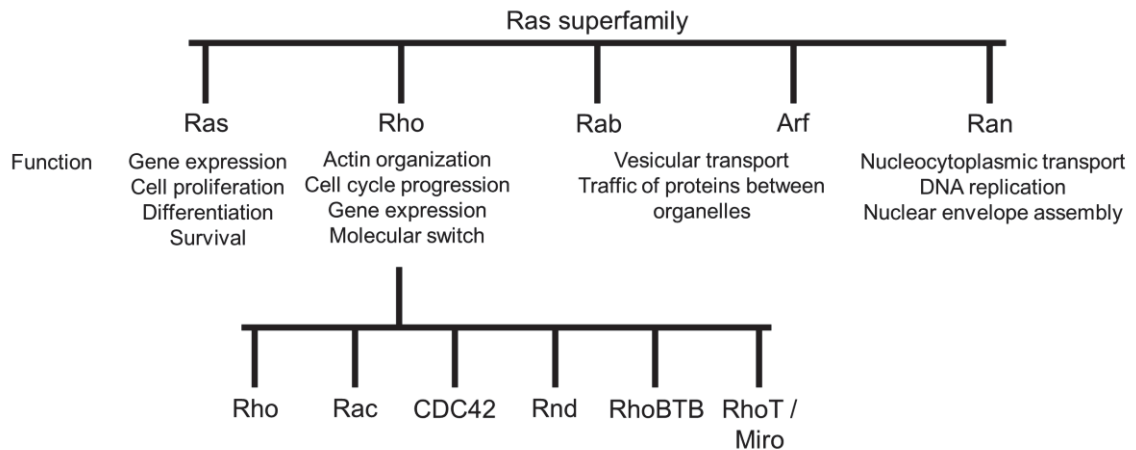 Ras superfamily
Ras
Rho
Rab
Arf
Ran
Function
Gene expression
Cell proliferation
Differentiation
Survival
Actin organization
Cell cycle progression
Gene expression
Molecular switch
Vesicular transport
Traffic of proteins between
organelles
Nucleocytoplasmic transport
DNA replication
Nuclear envelope assembly
Rho
Rac
CDC42
Rnd
RhoBTB
RhoT /
Miro